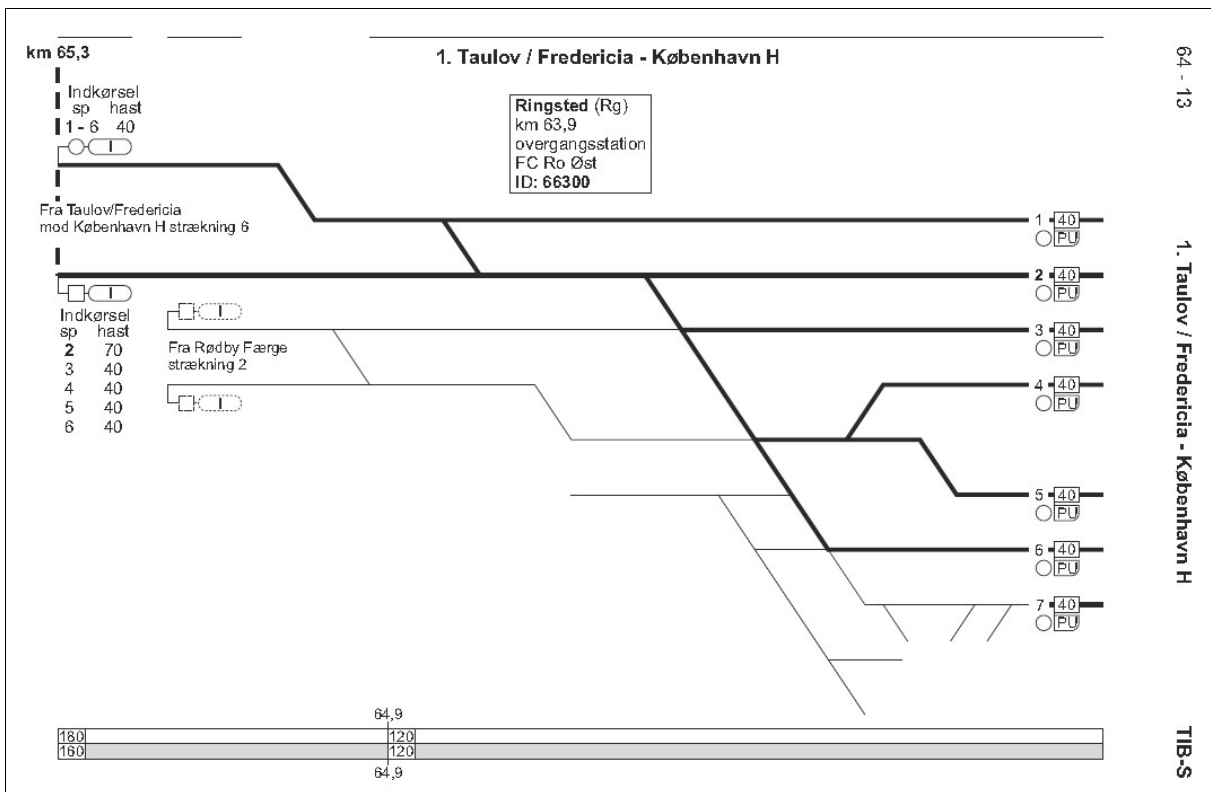 km 65,3
1. Taulov / Fredericia - København H
64 - 13
Indkørsel
sp hast
1 - 6 40
I
Ringsted (Rg)
km 63,9
overgangsstation
FC Ro Øst
ID: 66300
Fra Taulov/Fredericia
mod København H strækning 6
1 40
PU
2 40
PU
I
Indkørsel
sp hast
2 70
3 40
4 40
5 40
6 40
I
Fra Rødby Færge
strækning 2
I
3 40
PU
4 40
PU
5 40
PU
6 40
PU
7 40
PU
1. Taulov / Fredericia - København H
64,9
180 120
160 120
64,9
TIB-S